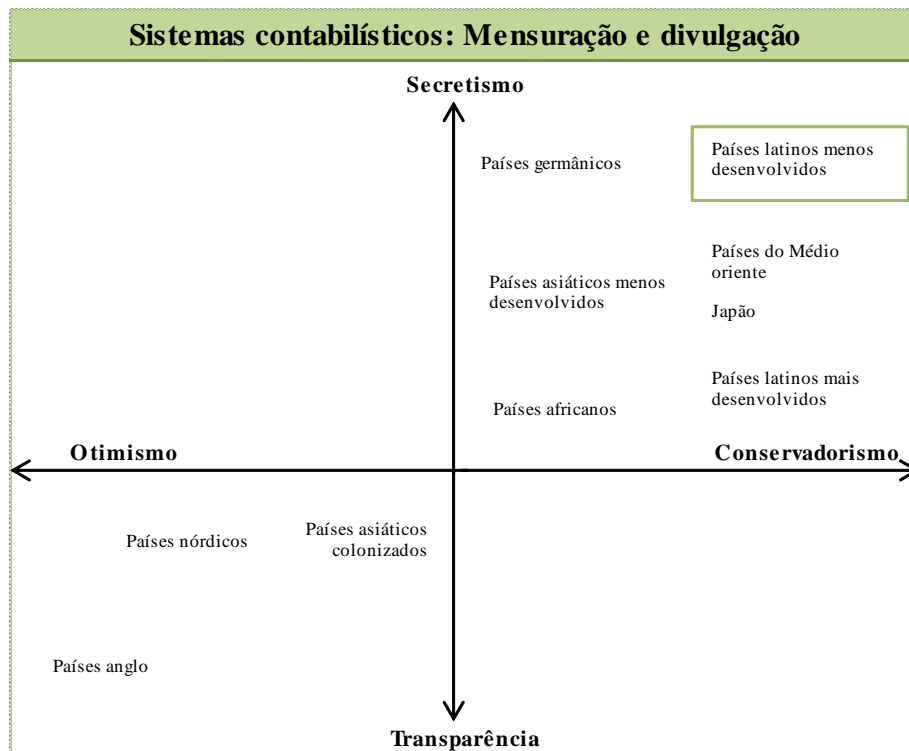 Sistemas contabilísticos: Mensuração e divulgação
Secretismo
Países germânicos
Países latinos menos
desenvolvidos
Países asiáticos menos
desenvolvidos
Países do Médio
oriente
Japão
Países africanos
Países latinos mais
desenvolvidos
Otimismo
Conservadorismo
Países nórdicos
Países asiáticos
colonizados
Países anglo
Transparência